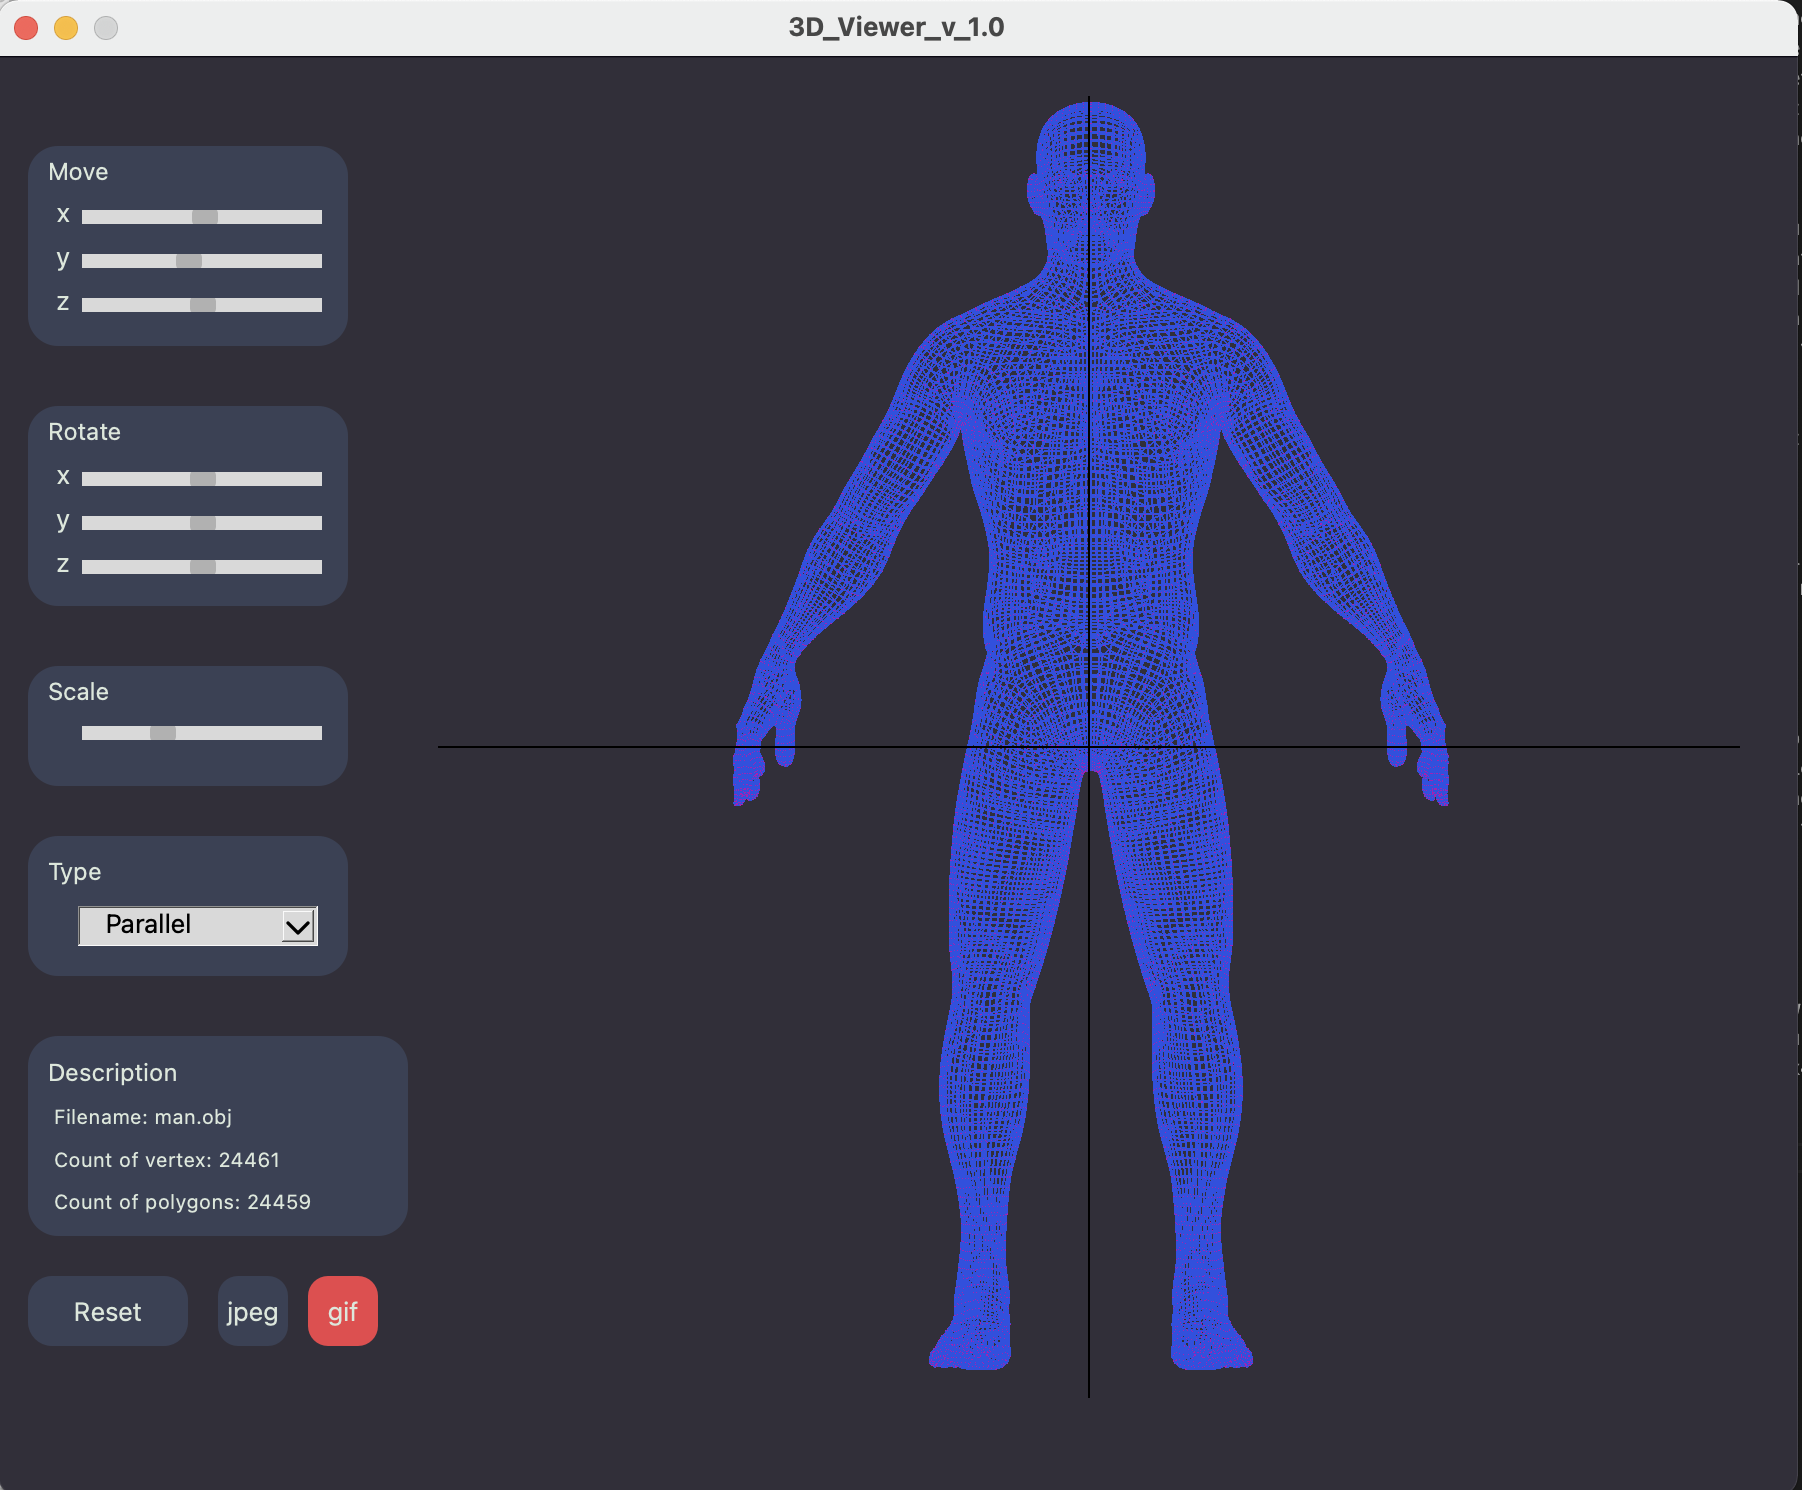 3D_Viewer_v_1.0
Move
x
y
z
Rotate
x
y
z
Scale
Type
Parallel
Description
Filename: man.obj
Count of vertex: 24461
Count of polygons: 24459
Reset
jpeg
gif